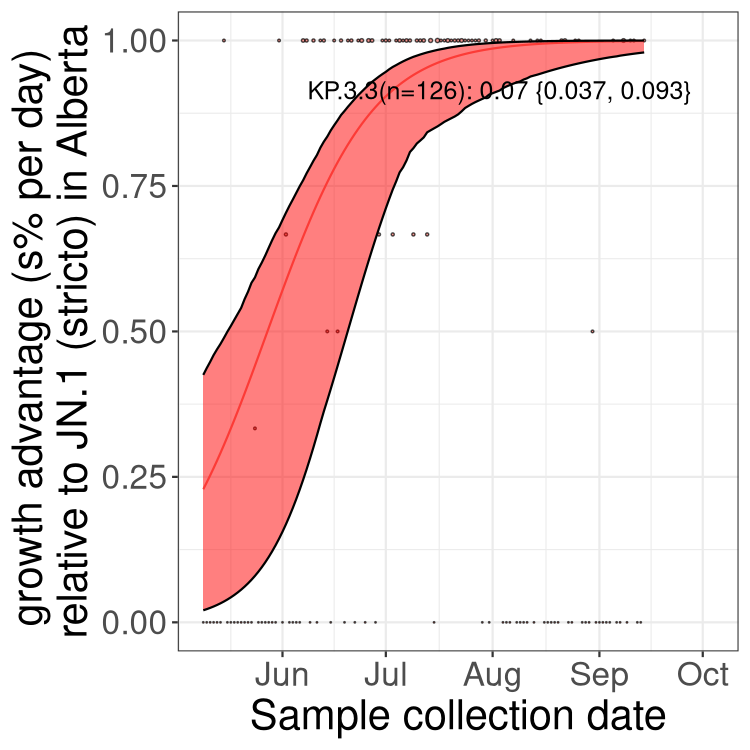 growth advantage (s% per day)
relative to JN.1 (stricto) in Alberta
1.00
0.75
0.50
0.25
0.00
KP.3.3(n=126): 0.07 {0.037, 0.093}
Jun Jul Aug Sep Oct
Sample collection date